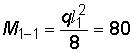 M₁₋₁ = ql₁²/8 = 80